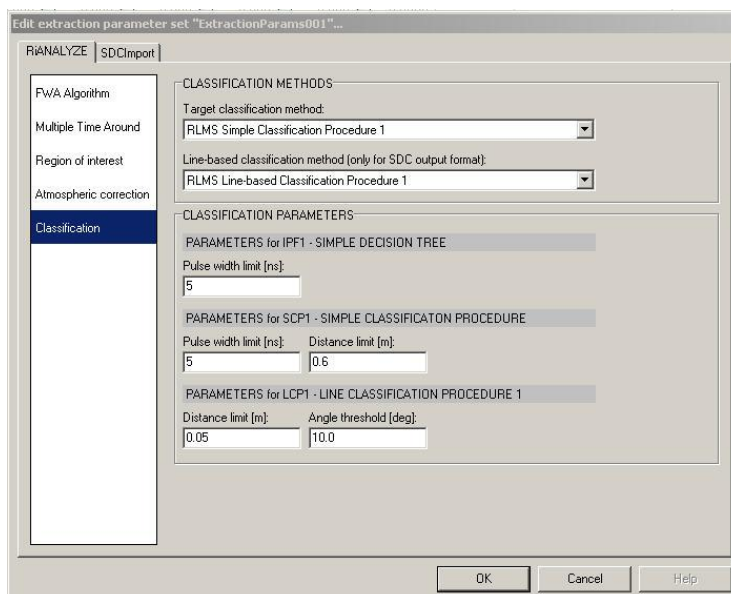 Edit extraction parameter set "ExtractionParams001"...
RiANALYZE SDCImport
FWA Algorithm
Multiple Time Around
Region of interest
Atmospheric correction
Classification
CLASSIFICATION METHODS
Target classification method:
RLMS Simple Classification Procedure 1
Line-based classification method (only for SDC output format):
RLMS Line-based Classification Procedure 1
CLASSIFICATION PARAMETERS
PARAMETERS for IPF1 - SIMPLE DECISION TREE
Pulse width limit [ns]:
5
PARAMETERS for SCP1 - SIMPLE CLASSIFICATON PROCEDURE
Pulse width limit [ns]: Distance limit [m]:
5 0.6
PARAMETERS for LCP1 - LINE CLASSIFICATION PROCEDURE 1
Distance limit [m]: Angle threshold [deg]:
0.05 10.0
OK Cancel Help